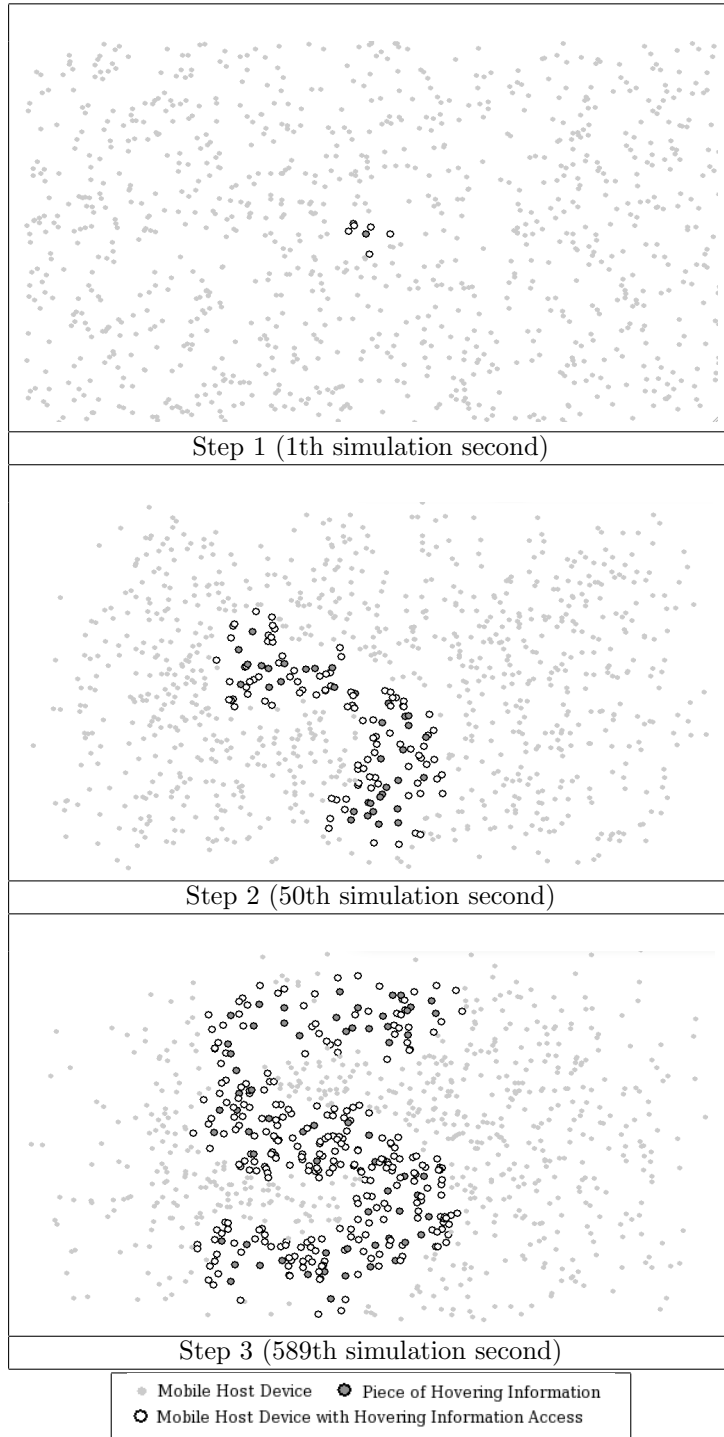 Step 1 (1th simulation second)
Step 2 (50th simulation second)
Step 3 (589th simulation second)
Mobile Host Device
Piece of Hovering Information
Mobile Host Device with Hovering Information Access